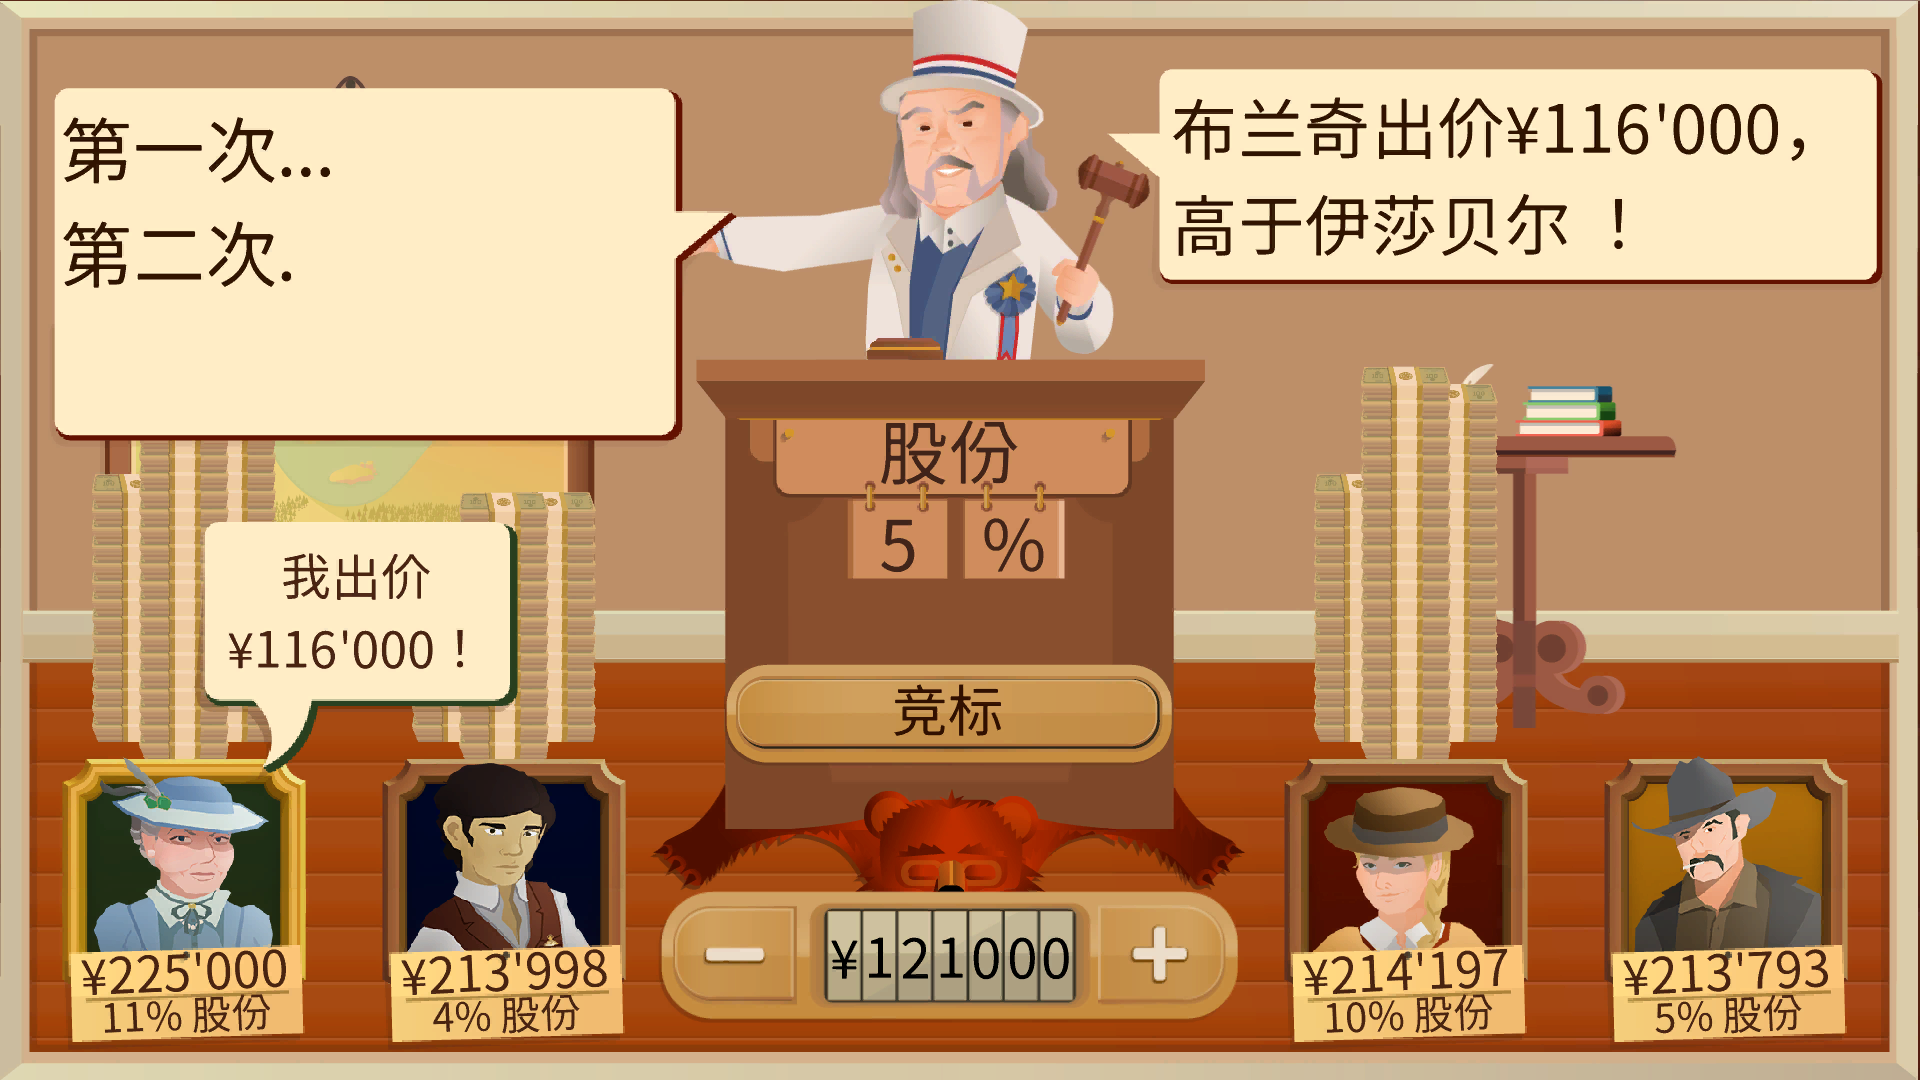 第一次...
第二次.
布兰奇出价¥116'000,
高于伊莎贝尔 !
股份
5 %
我出价
¥116'000 !
竞标
¥121000
¥225'000
11% 股份
¥213'998
4% 股份
¥214'197
10% 股份
¥213'793
5% 股份